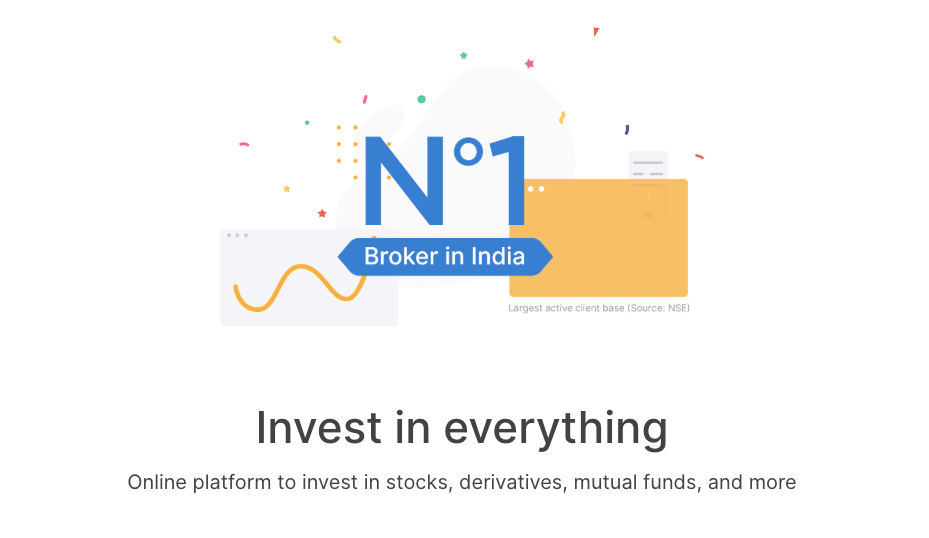 N°1
Broker in India
Largest active client base (Source: NSE)
Invest in everything
Online platform to invest in stocks, derivatives, mutual funds, and more